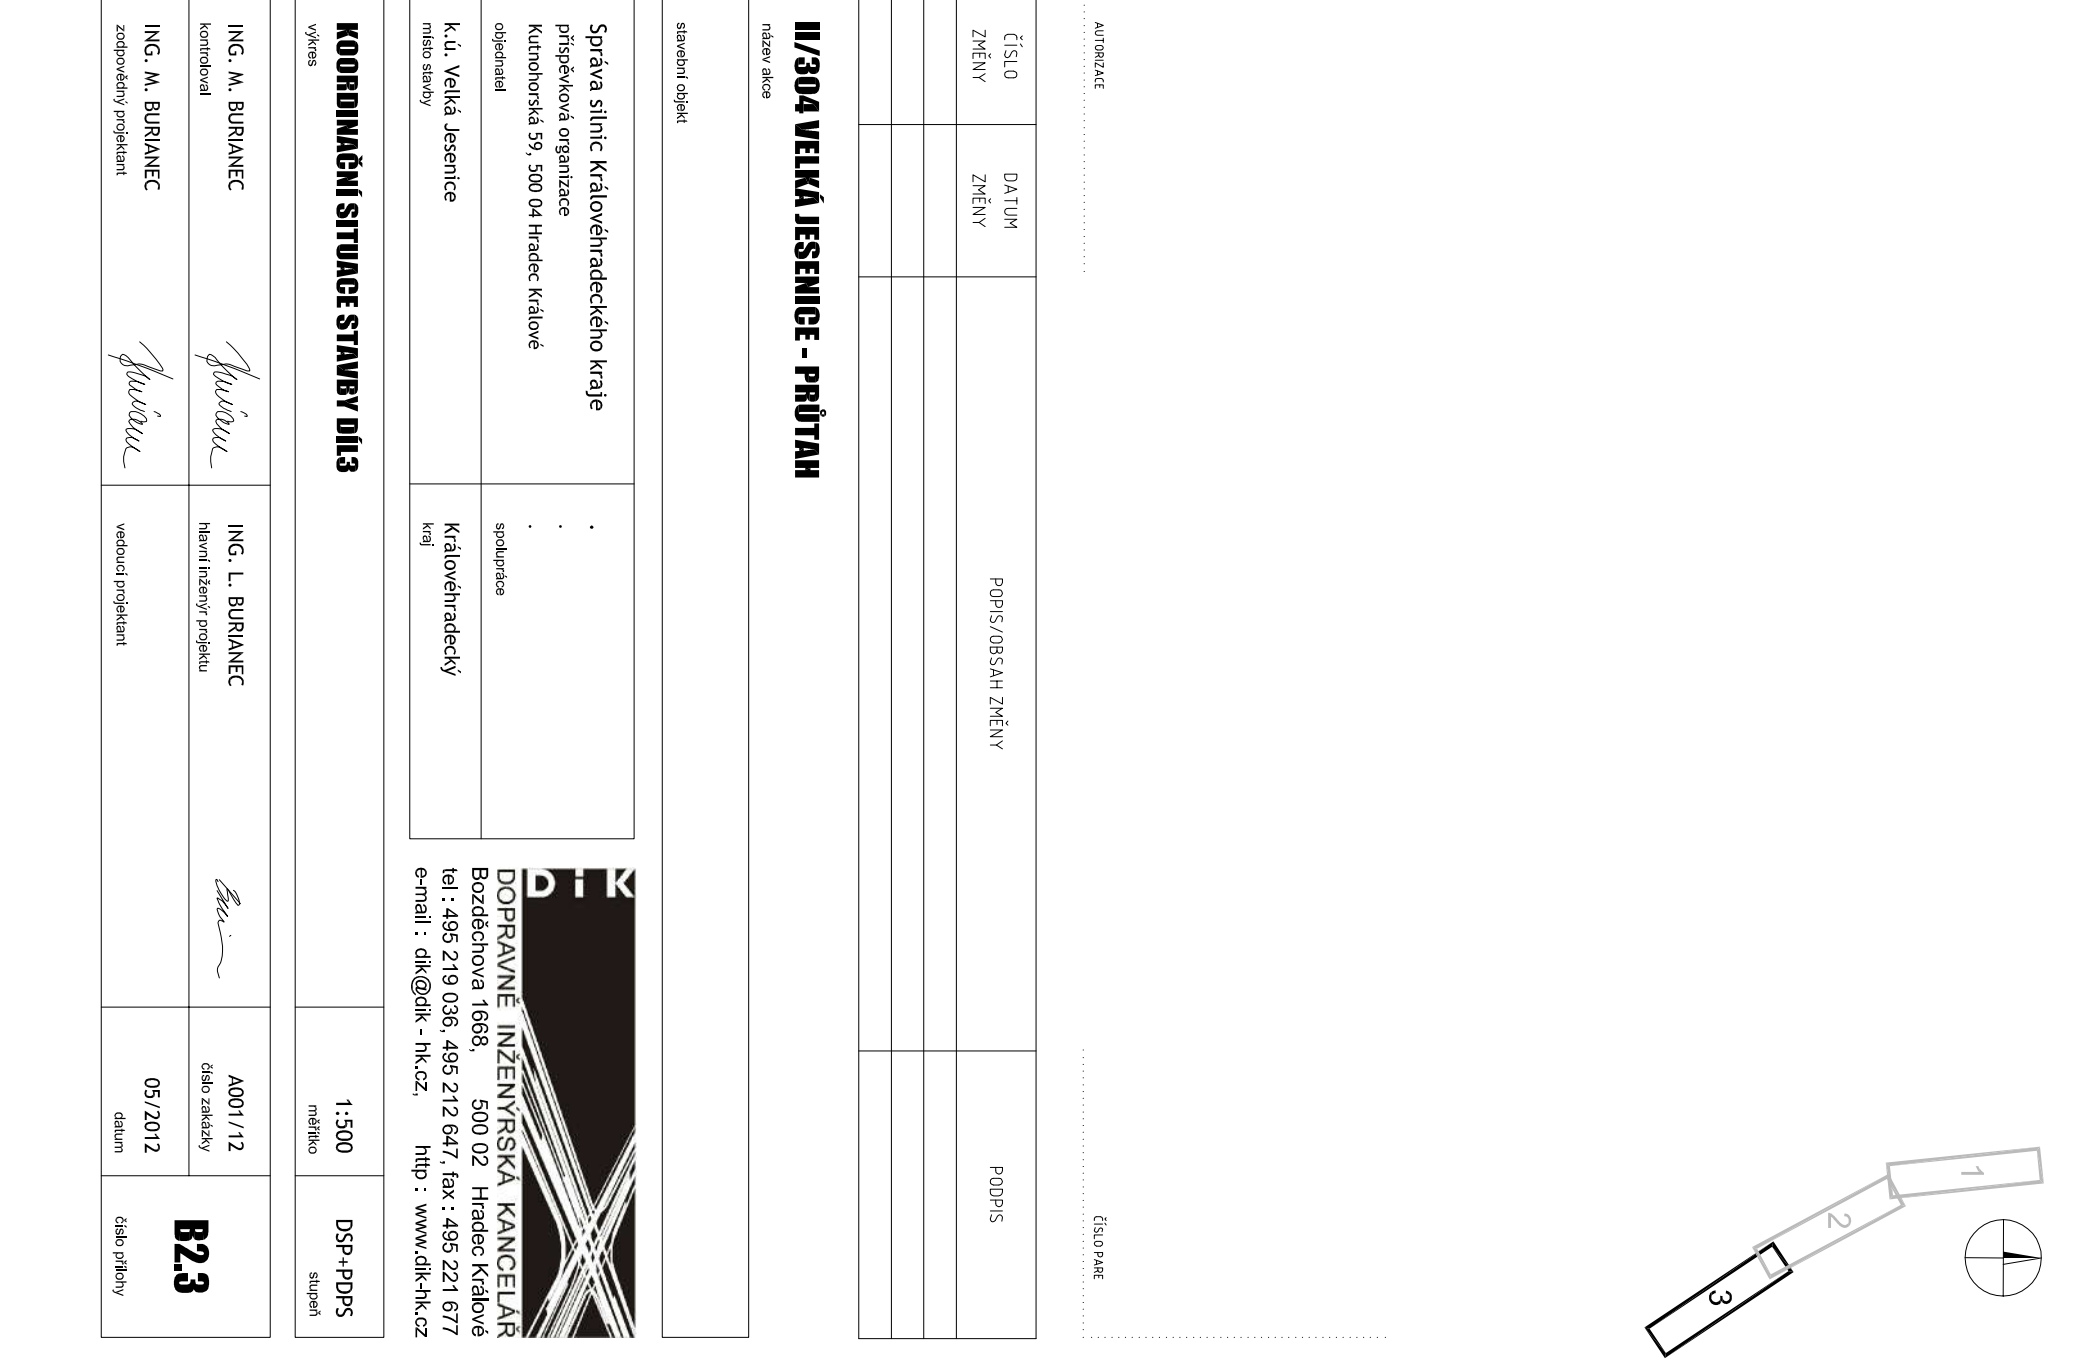 AUTORIZACE
ČÍSLO PARE
ČÍSLO
ZMĚNY
DATUM
ZMĚNY
POPIS/OBSAH ZMĚNY
PODPIS
II/304 VELKÁ JESENICE - PRŮTAH
název akce
stavební objekt
Správa silnic Královéhradeckého kraje
příspěvková organizace
Kutnohorská 59, 500 04 Hradec Králové
objednatel
.
.
.
spolupráce
k.ú. Velká Jesenice
místo stavby
Královéhradecký
kraj
DiK
DOPRAVNĚ INŽENÝRSKÁ KANCELÁŘ
Bozděchova 1668, 500 02 Hradec Králové
tel : 495 219 036, 495 212 647, fax : 495 221 677
e-mail : dik@dik - hk.cz, http : www.dik-hk.cz
KOORDINAČNÍ SITUACE STAVBY DÍL3
výkres
1:500
měřítko
DSP+PDPS
stupeň
ING. M. BURIANEC
kontroloval
ING. L. BURIANEC
hlavní inženýr projektu
A001/12
číslo zakázky
ING. M. BURIANEC
zodpovědný projektant
vedoucí projektant
05/2012
datum
B2.3
číslo přílohy
1
2
3